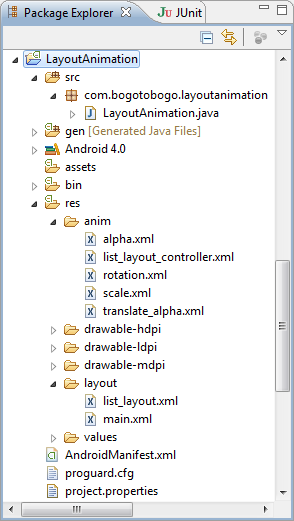 Package Explorer JUnit
LayoutAnimation
src
com.bogotobogo.layoutanimation
LayoutAnimation.java
gen [Generated Java Files]
Android 4.0
assets
bin
res
anim
alpha.xml
list_layout_controller.xml
rotation.xml
scale.xml
translate_alpha.xml
drawable-hdpi
drawable-ldpi
drawable-mdpi
layout
list_layout.xml
main.xml
values
AndroidManifest.xml
proguard.cfg
project.properties